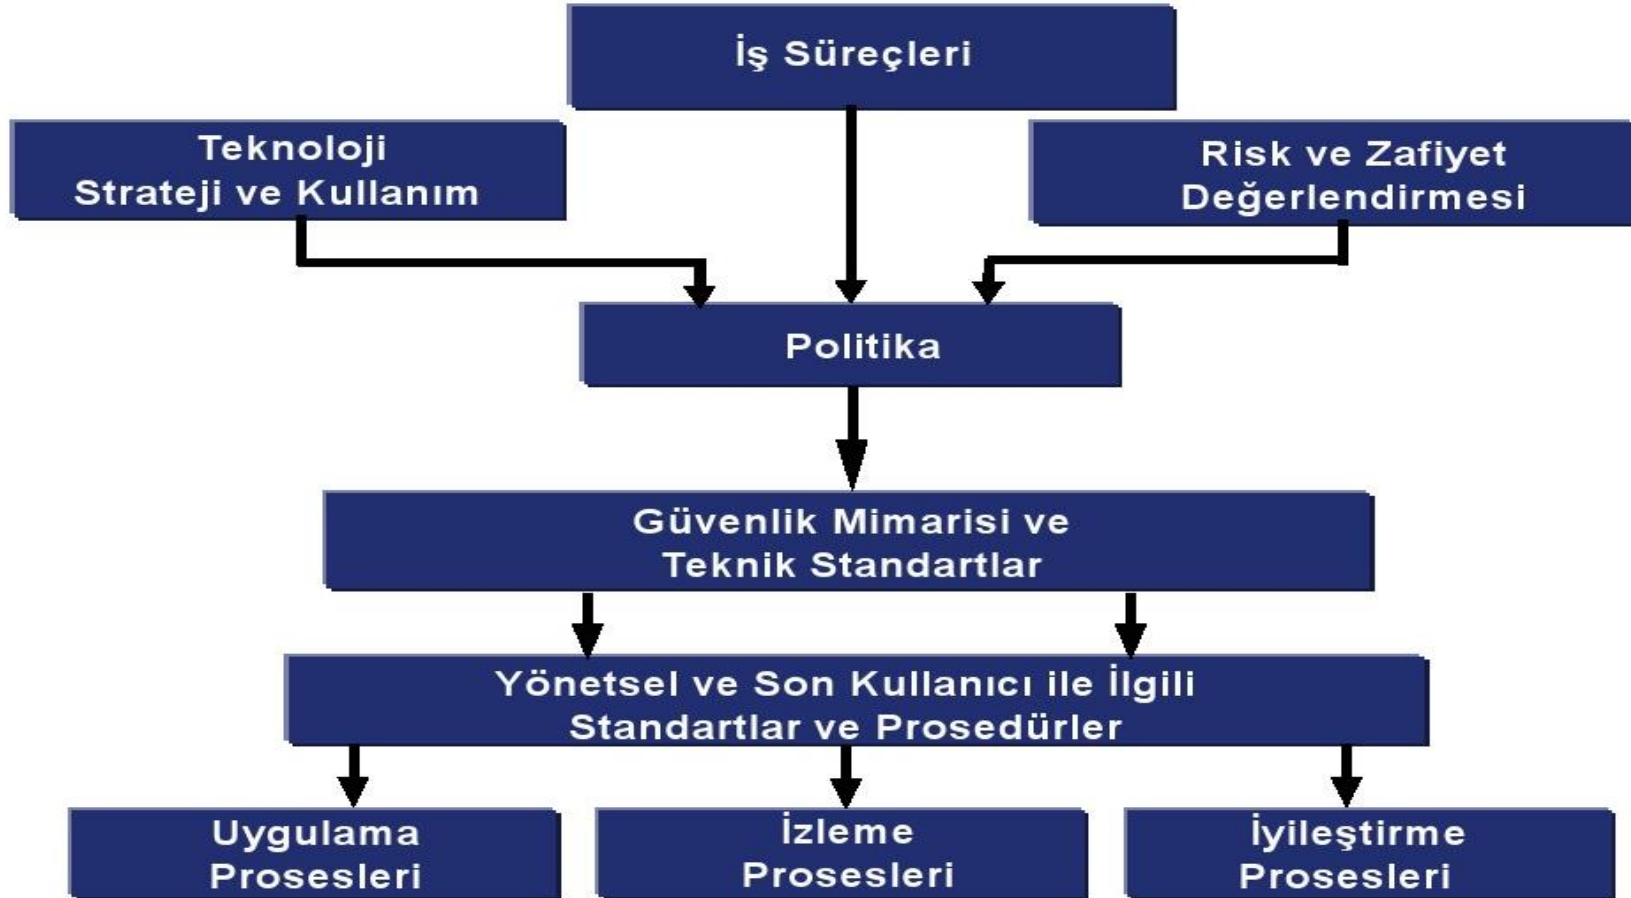 İş Süreçleri
Teknoloji
Strateji ve Kullanım
Risk ve Zafiyet
Değerlendirmesi
Politika
Güvenlik Mimarisi ve
Teknik Standartlar
Yönetsel ve Son Kullanıcı ile İlgili
Standartlar ve Prosedürler
Uygulama
Prosesleri
İzleme
Prosesleri
İyileştirme
Prosesleri